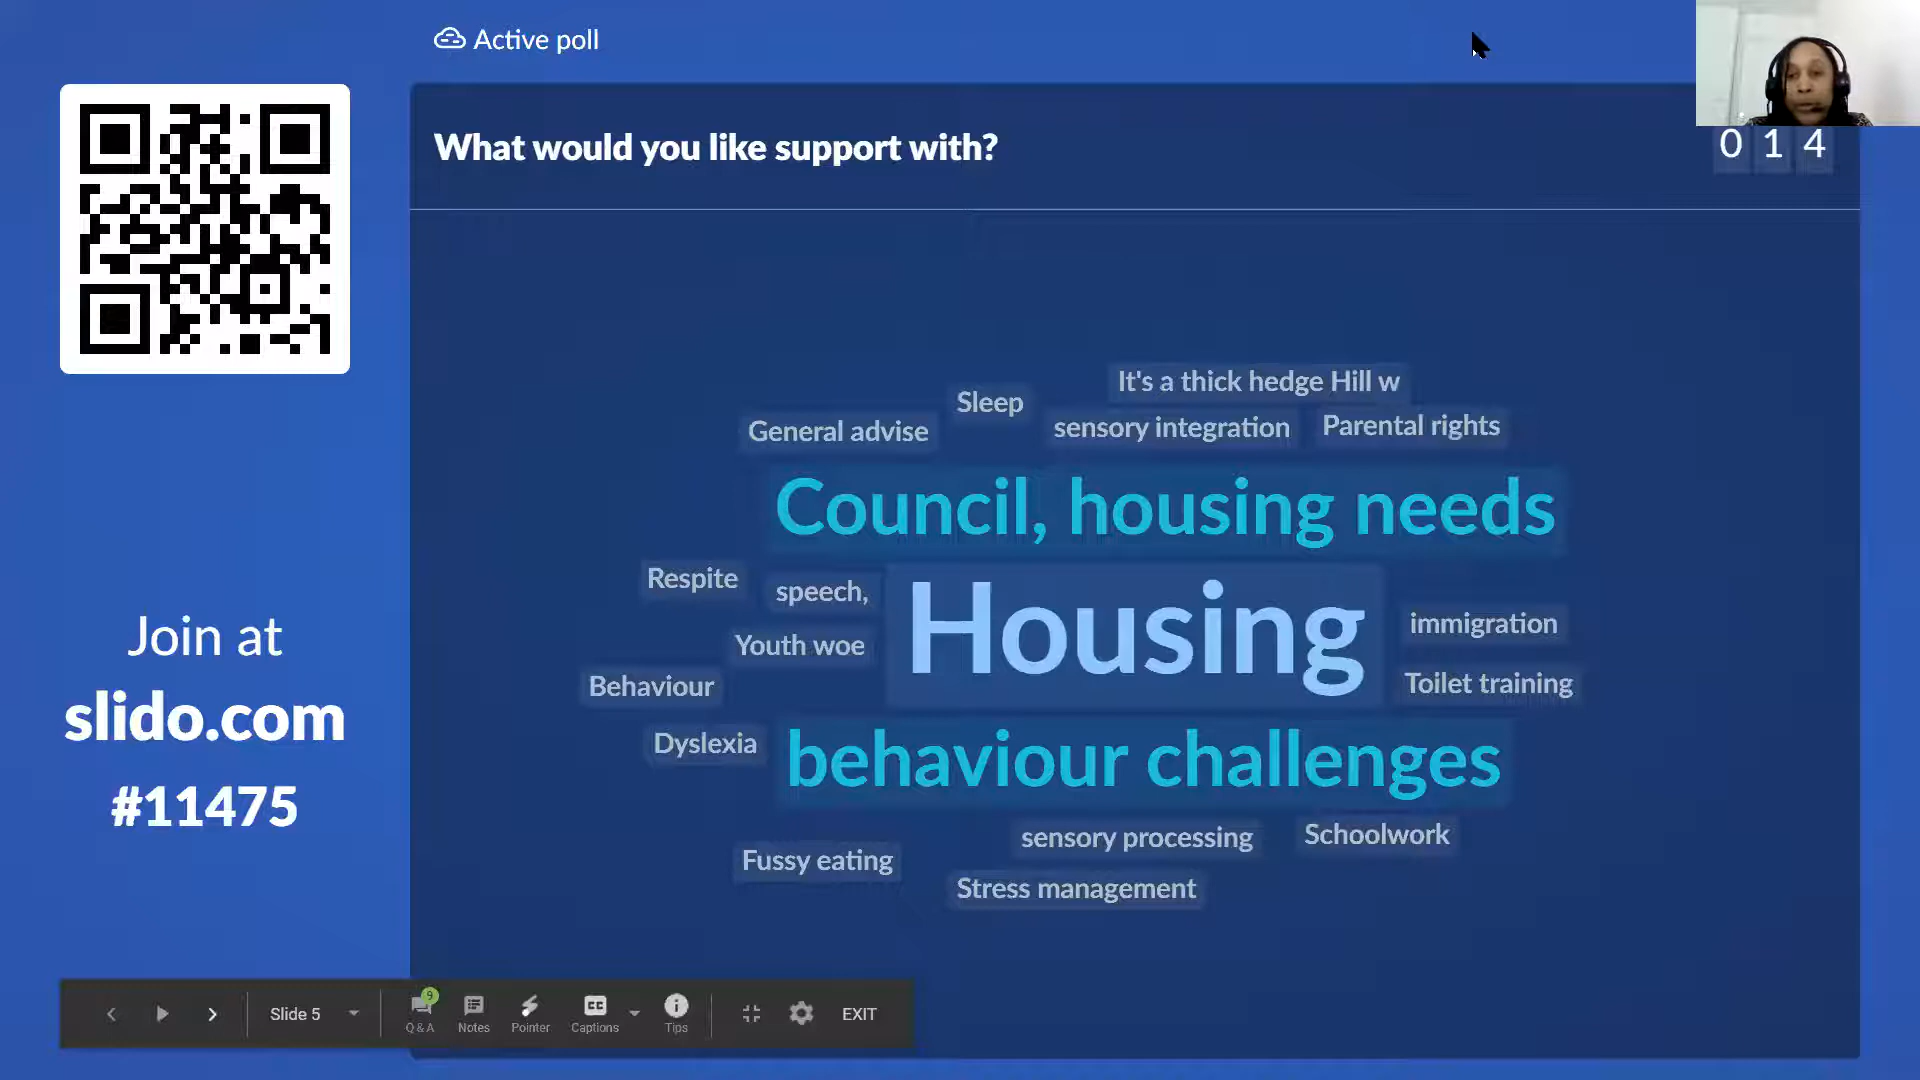 Active poll
What would you like support with?
0 1 4
It's a thick hedge Hill w
Sleep
General advise
sensory integration
Parental rights
Council, housing needs
Respite
speech,
Housing
immigration
Youth woe
Behaviour
Toilet training
Dyslexia
behaviour challenges
sensory processing
Schoolwork
Fussy eating
Stress management
Join at
slido.com
#11475
Slide 5
9
Q & A
Notes
Pointer
CC
Captions
Tips
EXIT